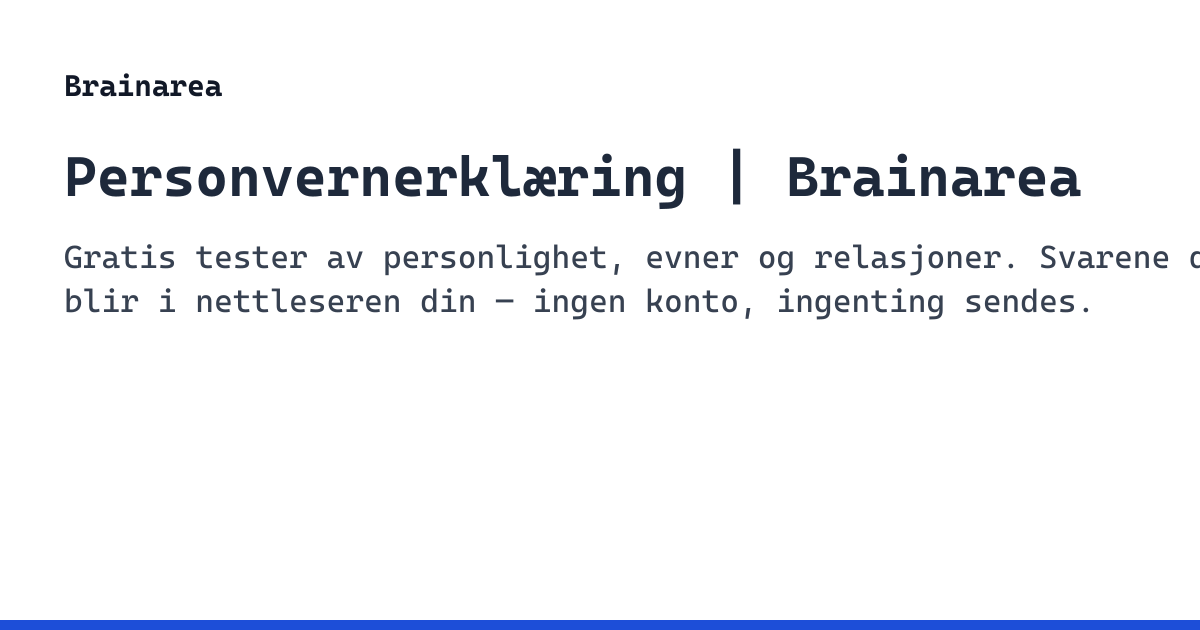 Brainarea
Personvernerklæring | Brainarea
Gratis tester av personlighet, evner og relasjoner. Svarene
blir i nettleseren din — ingen konto, ingenting sendes.